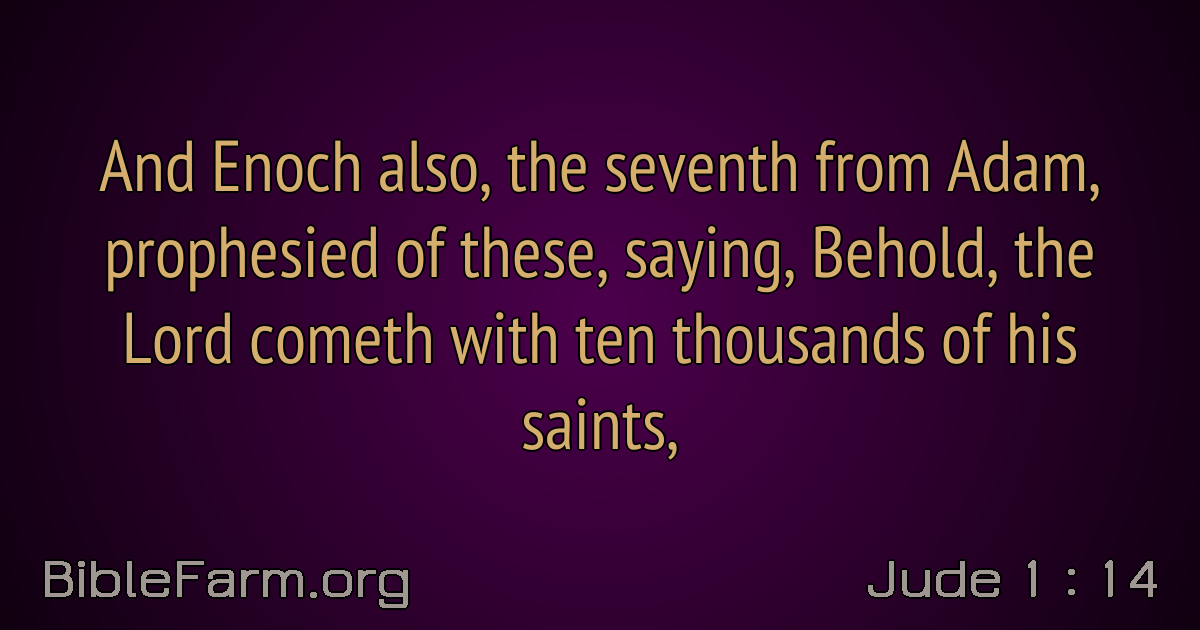 And Enoch also, the seventh from Adam,
prophesied of these, saying, Behold, the
Lord cometh with ten thousands of his
saints,
BibleFarm.org
Jude 1 : 14